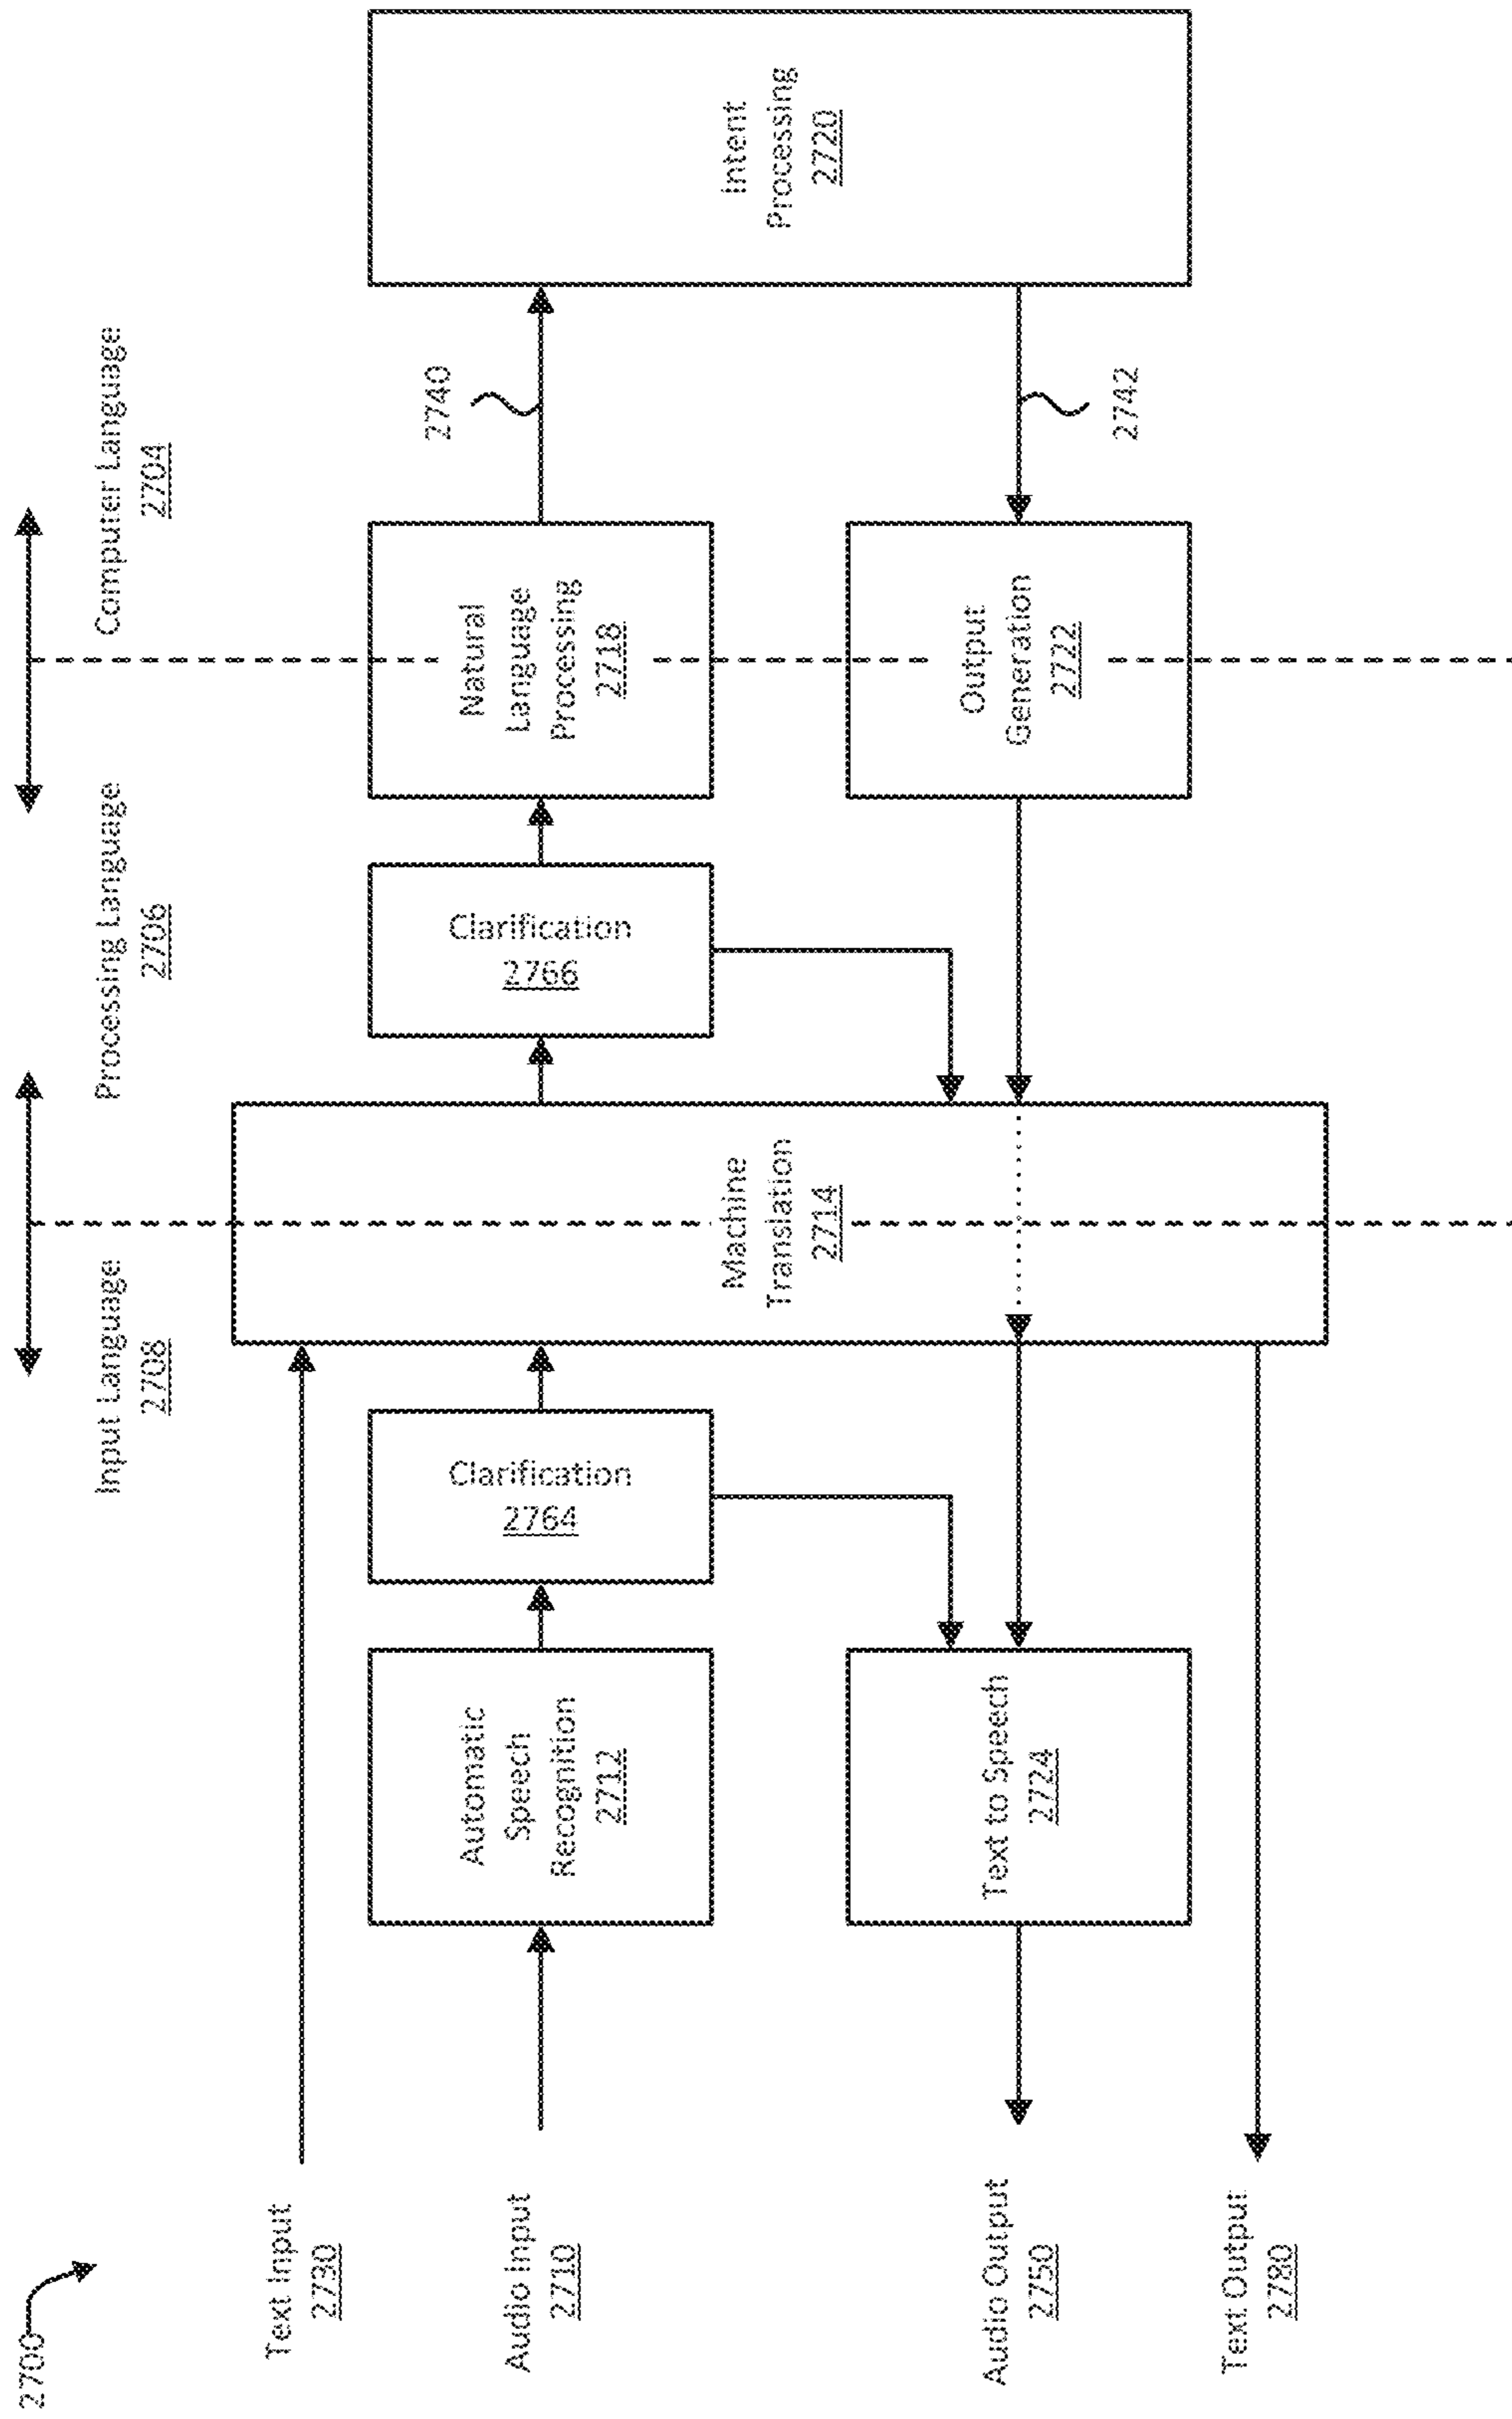 2700
Input Language
2708
Processing Language
2706
Computer Language
2704
Text Input
2730
Audio Input
2710
Automatic
Speech
Recognition
2712
Clarification
2764
Machine
Translation
2714
Clarification
2766
Natural
Language
Processing
2718
2740
Intent
Processing
2720
2742
Output
Generation
2722
Text to Speech
2724
Audio Output
2750
Text Output
2780